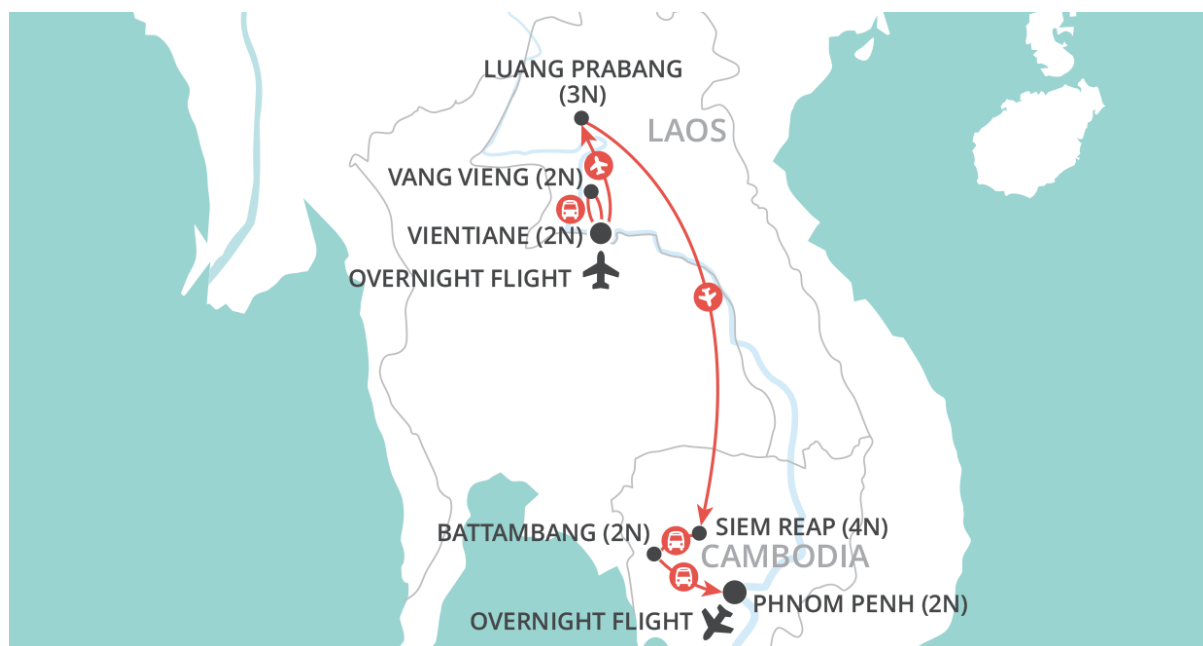 LUANG PRABANG
(3N)
LAOS
VANG VIENG (2N)
VIENTIANE (2N)
OVERNIGHT FLIGHT
BATTAMBANG (2N)
SIEM REAP (4N)
CAMBODIA
PHNOM PENH (2N)
OVERNIGHT FLIGHT